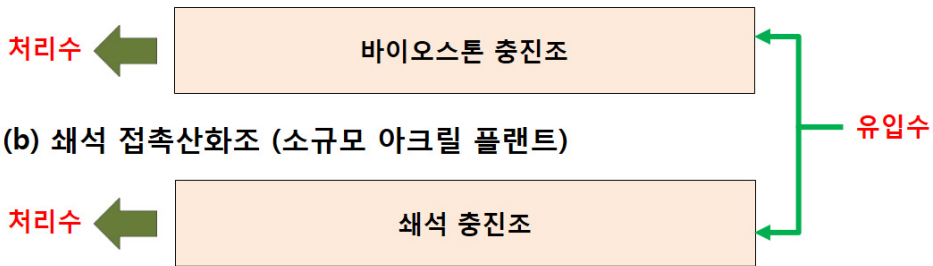 처리수
바이오스톤 충진조
(b) 쇄석 접촉산화조 (소규모 아크릴 플랜트)
유입수
처리수
쇄석 충진조